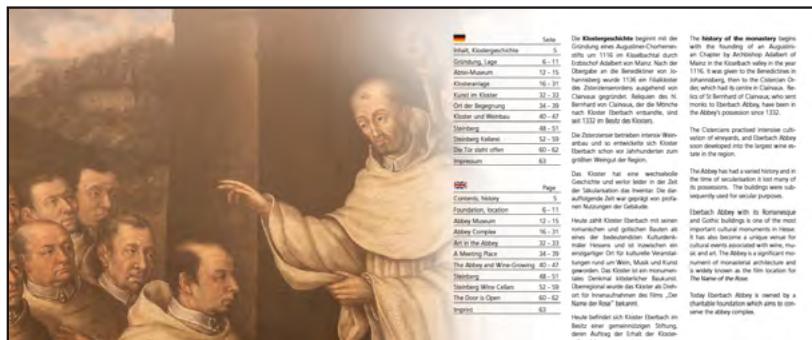 Seite
Inhalt, Klostergeschichte 5
Gründung, Lage 6 - 11
Abtei-Museum 12 - 15
Klosteranlage 16 - 31
Kunst im Kloster 32 - 33
Ort der Begegnung 34 - 39
Kloster und Weinbau 40 - 47
Steinberg 48 - 51
Steinberg Kellerei 52 - 59
Die Tür steht offen 60 - 62
Impressum 63
Page
Contents, history 5
Foundation, location 6 - 11
Abbey Museum 12 - 15
Abbey Complex 16 - 31
Art in the Abbey 32 - 33
A Meeting Place 34 - 39
The Abbey and Wine-Growing 40 - 47
Steinberg 48 - 51
Steinberg Wine Cellars 52 - 59
The Door is Open 60 - 62
Imprint 63
Die Klostergeschichte beginnt mit der
Gründung eines Augustiner-Chorherren-
stifts um 1116 im Kisselbachtal durch
Erzbischof Adalbert von Mainz. Nach der
Übergabe an die Benediktiner von Jo-
hannisberg wurde 1136 ein Filialkloster
des Zisterzienserordens ausgehend von
Clairvaux gegründet. Reliquien des hl.
Bernhard von Clairvaux, der die Mönche
nach Kloster Eberbach entsandte, sind
seit 1332 im Besitz des Klosters.
Die Zisterzienser betrieben intensiv Wein-
anbau und so entwickelte sich Kloster
Eberbach schon vor Jahrhunderten zum
größten Weingut der Region.
Das Kloster hat eine wechselvolle
Geschichte und verlor leider in der Zeit
der Säkularisation das Inventar. Die dar-
auffolgende Zeit war geprägt von profa-
nen Nutzungen der Gebäude.
Heute zählt Kloster Eberbach mit seinen
romanischen und gotischen Bauten als
eines der bedeutendsten Kulturdenk-
mäler Hessens und ist inzwischen ein
einzigartiger Ort für kulturelle Veranstal-
tungen rund um Wein, Musik und Kunst
geworden. Das Kloster ist ein monumen-
tales Denkmal klösterlicher Baukunst.
Überregional wurde das Kloster als Dreh-
ort für Innenaufnahmen des Films „Der
Name der Rose“ bekannt.
Heute befindet sich Kloster Eberbach im
Besitz einer gemeinnützigen Stiftung,
deren Auftrag der Erhalt der Kloster-
The history of the monastery begins
with the founding of an Augustini-
an Chapter by Archbishop Adalbert of
Mainz in the Kisselbach valley in the year
1116. It was given to the Benedictines in
Johannisberg, then to the Cistercian Or-
der, which had its centre in Clairvaux. Re-
lics of St Bernhard of Clairvaux, who sent
monks to Eberbach Abbey, have been in
the Abbey's possession since 1332.
The Cistercians practised intensive culti-
vation of vineyards, and Eberbach Abbey
soon developed into the largest wine es-
tate in the region.
The Abbey has had a varied history and in
the time of secularisation it lost many of
its possessions. The buildings were sub-
sequently used for secular purposes.
Eberbach Abbey with its Romanesque
and Gothic buildings is one of the most
important cultural monuments in Hesse.
It has also become a unique venue for
cultural events associated with wine, mu-
sic and art. The Abbey is a significant mo-
nument of monasterial architecture and
is widely known as the film location for
The Name of the Rose.
Today Eberbach Abbey is owned by a
charitable foundation which aims to con-
serve the abbey complex.